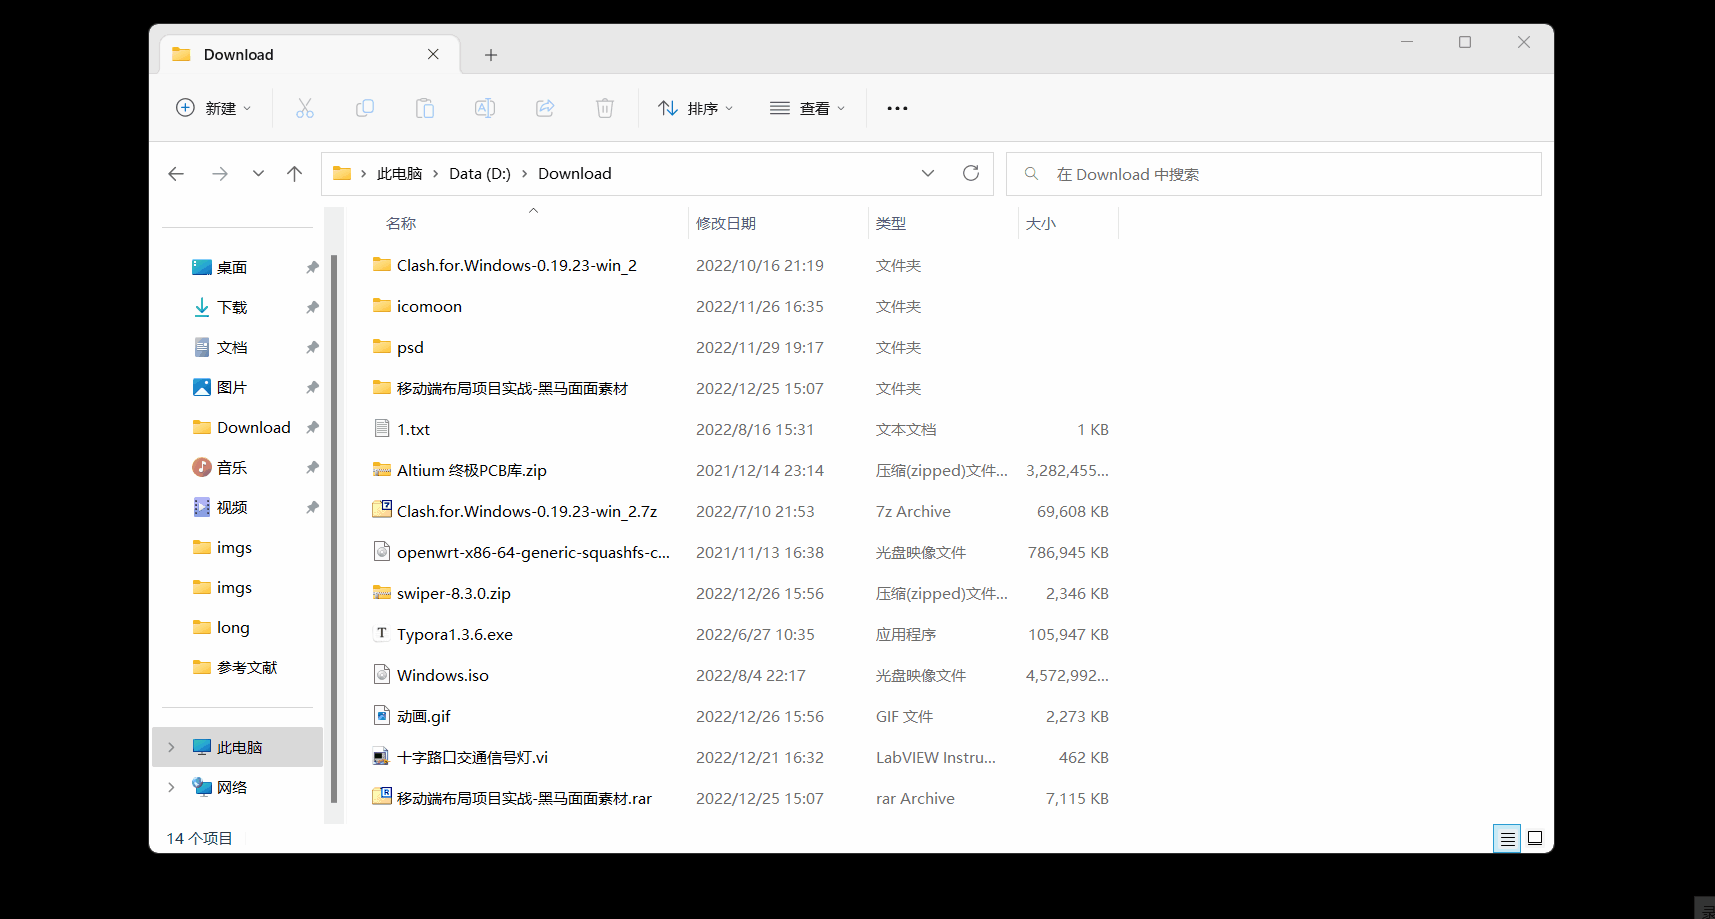 Download
新建
排序
查看
此电脑 Data (D:) Download
在 Download 中搜索
名称 修改日期 类型 大小
桌面
下载
文档
图片
Download
音乐
视频
imgs
imgs
long
参考文献
此电脑
网络
Clash.for.Windows-0.19.23-win_2 2022/10/16 21:19 文件夹
icomoon 2022/11/26 16:35 文件夹
psd 2022/11/29 19:17 文件夹
移动端布局项目实战-黑马面面素材 2022/12/25 15:07 文件夹
1.txt 2022/8/16 15:31 文本文档 1 KB
Altium 终极PCB库.zip 2021/12/14 23:14 压缩(zipped)文件... 3,282,455...
Clash.for.Windows-0.19.23-win_2.7z 2022/7/10 21:53 7z Archive 69,608 KB
openwrt-x86-64-generic-squashfs-c... 2021/11/13 16:38 光盘映像文件 786,945 KB
swiper-8.3.0.zip 2022/12/26 15:56 压缩(zipped)文件... 2,346 KB
Typora1.3.6.exe 2022/6/27 10:35 应用程序 105,947 KB
Windows.iso 2022/8/4 22:17 光盘映像文件 4,572,992...
动画.gif 2022/12/26 15:56 GIF 文件 2,273 KB
十字路口交通信号灯.vi 2022/12/21 16:32 LabVIEW Instru... 462 KB
移动端布局项目实战-黑马面面素材.rar 2022/12/25 15:07 rar Archive 7,115 KB
14 个项目